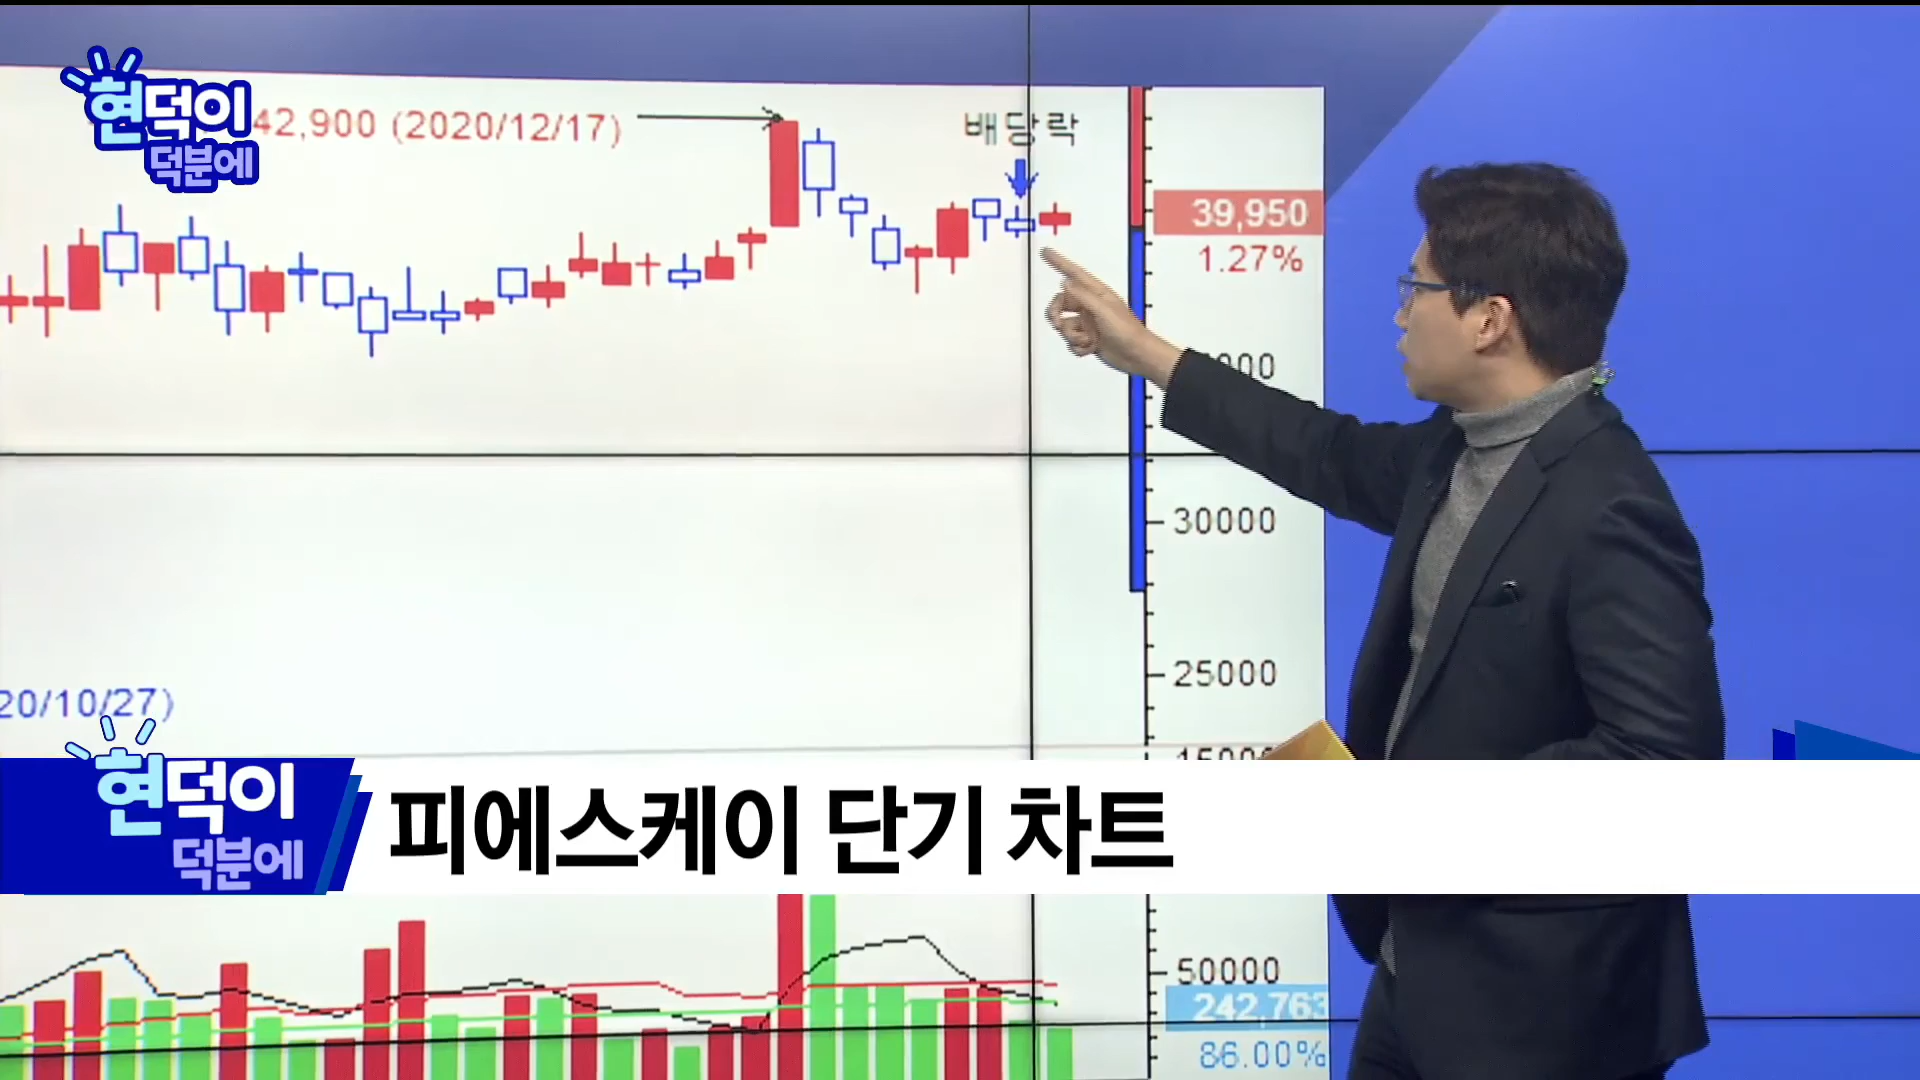 현덕이
덕분에
42,900 (2020/12/17)
배당락
39,950
1.27%
30000
25000
20/10/27)
현덕이
덕분에
피에스케이 단기 차트
50000
242,763
86.00%